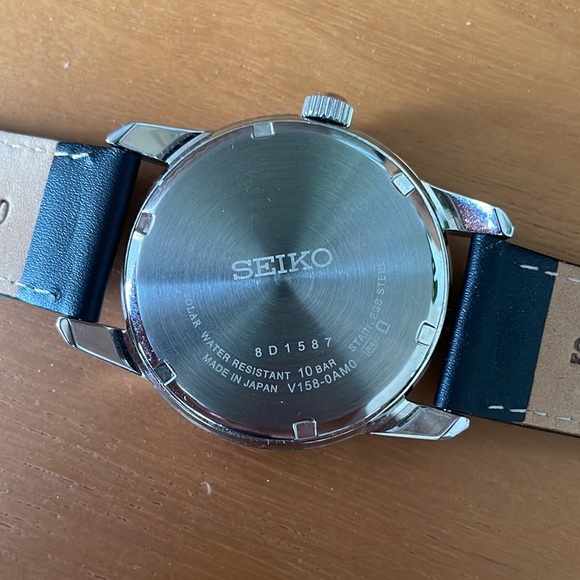 SEIKO
8D1587
SOLAR WATER RESISTANT 10 BAR STAINLESS STEEL
MADE IN JAPAN V158-0AM0